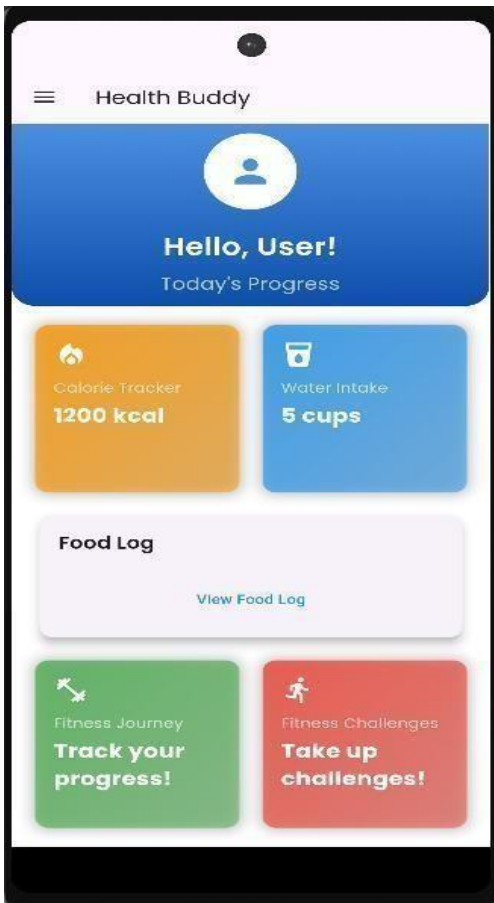 Health Buddy
Hello, User!
Today's Progress
Calorie Tracker
1200 kcal
Water Intake
5 cups
Food Log
View Food Log
Fitness Journey
Track your
progress!
Fitness Challenges
Take up
challenges!